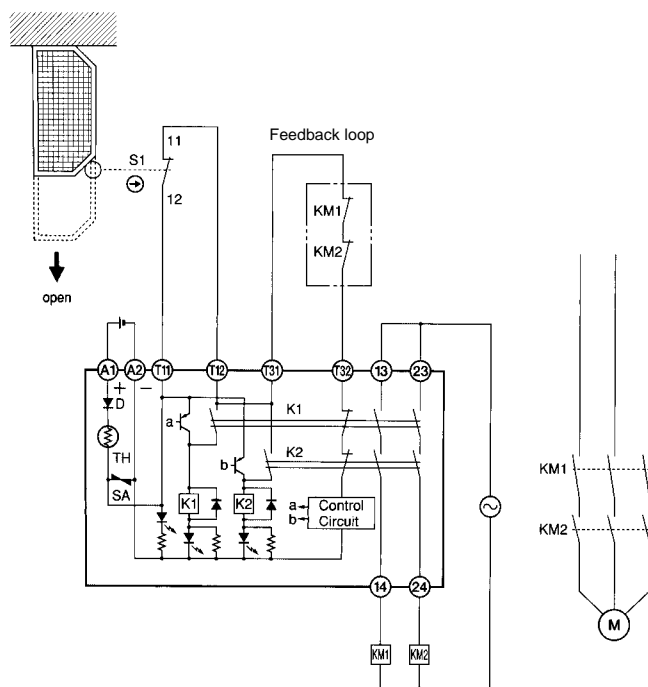 11
Feedback loop
S1
12
KM1
KM2
open
A1 A2 T11 T12 T31 T32 13 23
+ −
D
a
K1
TH
b
K2
SA
K1 K2
a
b
Control
Circuit
KM1
KM2
14 24
M
KM1 KM2